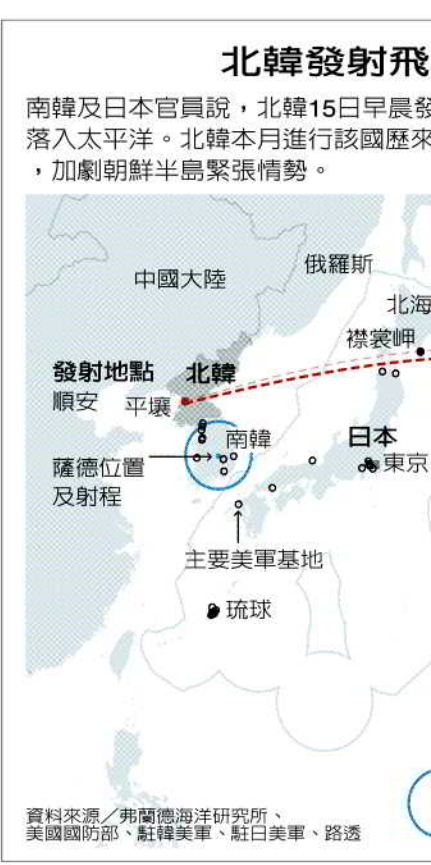 北韓發射飛
南韓及日本官員說，北韓15日早晨發
落入太平洋。北韓本月進行該國歷來
，加劇朝鮮半島緊張情勢。
中國大陸
俄羅斯
北海
襟裳岬
發射地點
北韓
順安
平壤
南韓
日本
東京
薩德位置
及射程
主要美軍基地
琉球
資料來源／弗蘭德海洋研究所、
美國國防部、駐韓美軍、駐日美軍、路透